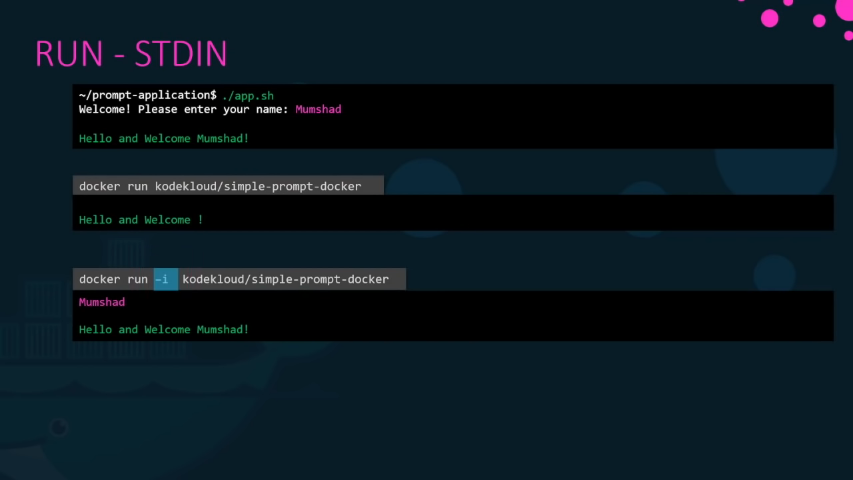 RUN - STDIN
~/prompt-application$ ./app.sh
Welcome! Please enter your name: Mumshad
Hello and Welcome Mumshad!
docker run kodekloud/simple-prompt-docker
Hello and Welcome !
docker run -i kodekloud/simple-prompt-docker
Mumshad
Hello and Welcome Mumshad!